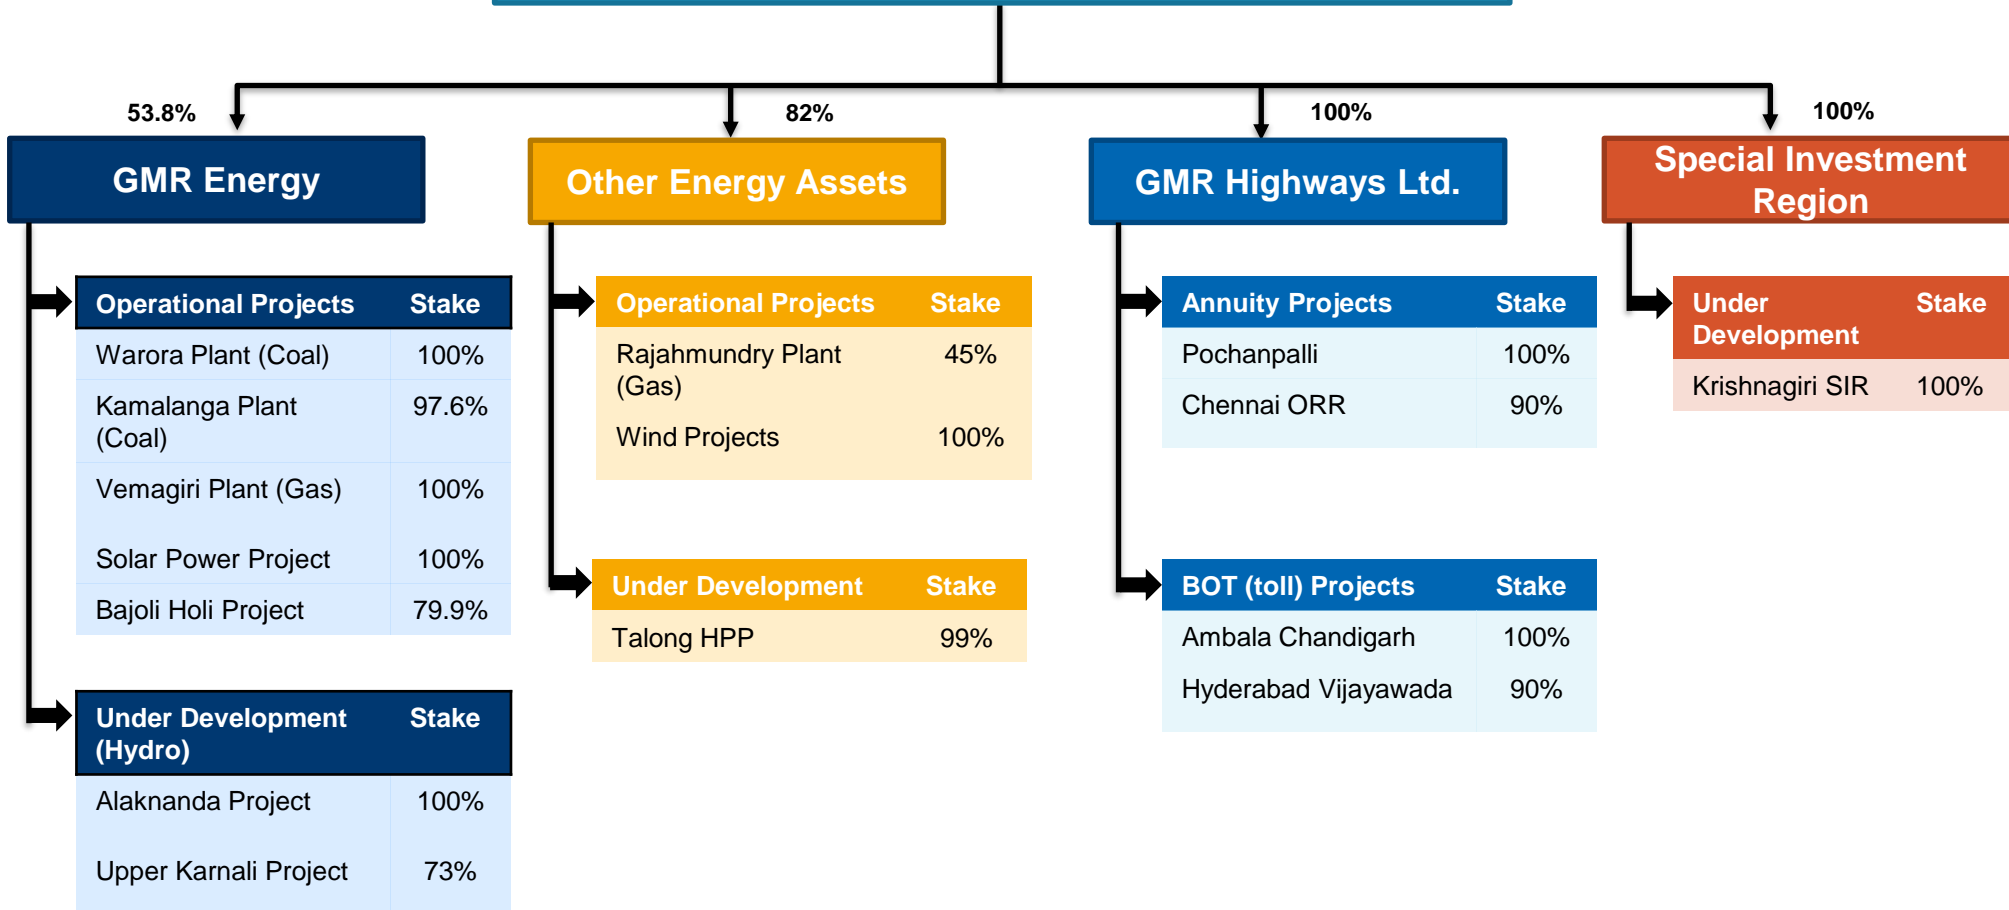 53.8%
82%
100%
100%
GMR Energy
Other Energy Assets
GMR Highways Ltd.
Special Investment
Region
Operational Projects Stake
Warora Plant (Coal) 100%
Kamalanga Plant 97.6%
(Coal)
Vemagiri Plant (Gas) 100%
Solar Power Project 100%
Bajoli Holi Project 79.9%
Under Development Stake
(Hydro)
Alaknanda Project 100%
Upper Karnali Project 73%
Operational Projects Stake
Rajahmundry Plant 45%
(Gas)
Wind Projects 100%
Under Development Stake
Talong HPP 99%
Annuity Projects Stake
Pochanpalli 100%
Chennai ORR 90%
BOT (toll) Projects Stake
Ambala Chandigarh 100%
Hyderabad Vijayawada 90%
Under Stake
Development
Krishnagiri SIR 100%